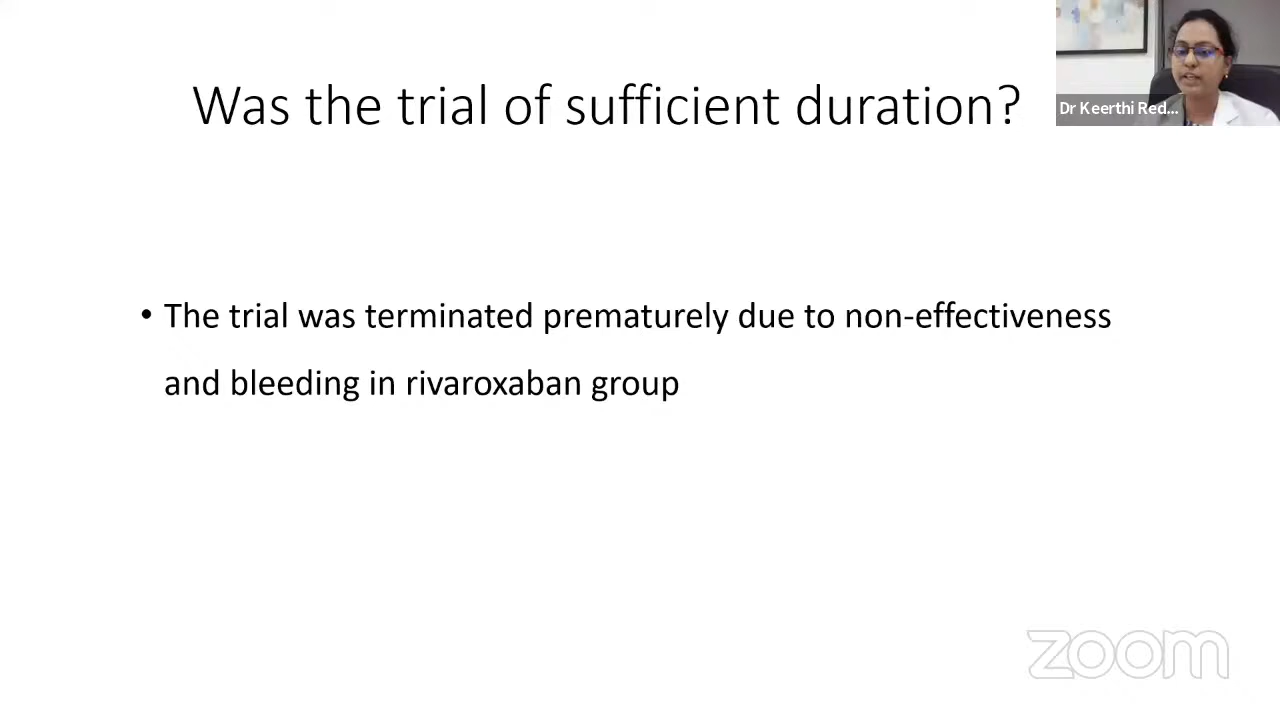 Was the trial of sufficient duration?
Dr Keerthi Red...
• The trial was terminated prematurely due to non-effectiveness
and bleeding in rivaroxaban group
zoom